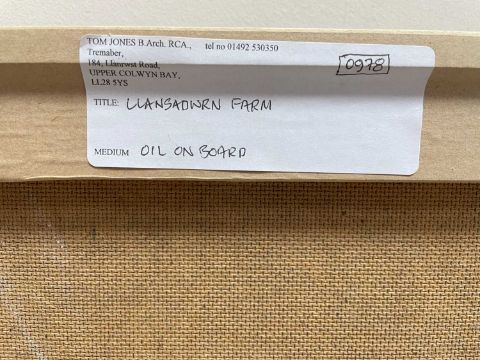 TOM JONES B.Arch. RCA., tel no 01492 530350
Tremaber,
184, Llanrwst Road,
UPPER COLWYN BAY,
LL28 5YS
0978
TITLE: LLANSADWRN FARM
MEDIUM OIL ON BOARD